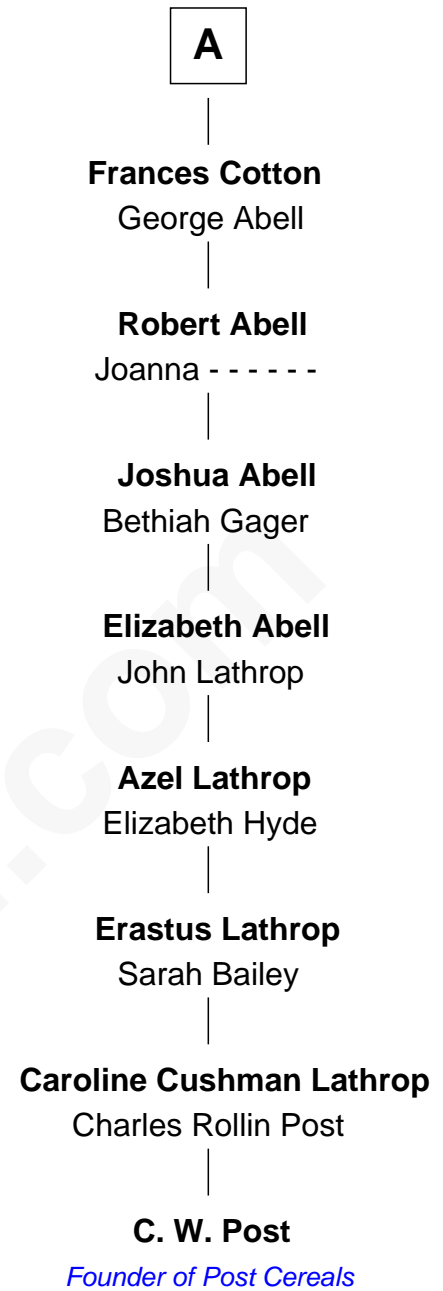 A
Frances Cotton
George Abell
Robert Abell
Joanna - - - - - -
Joshua Abell
Bethiah Gager
Elizabeth Abell
John Lathrop
Azel Lathrop
Elizabeth Hyde
Erastus Lathrop
Sarah Bailey
Caroline Cushman Lathrop
Charles Rollin Post
C. W. Post
Founder of Post Cereals